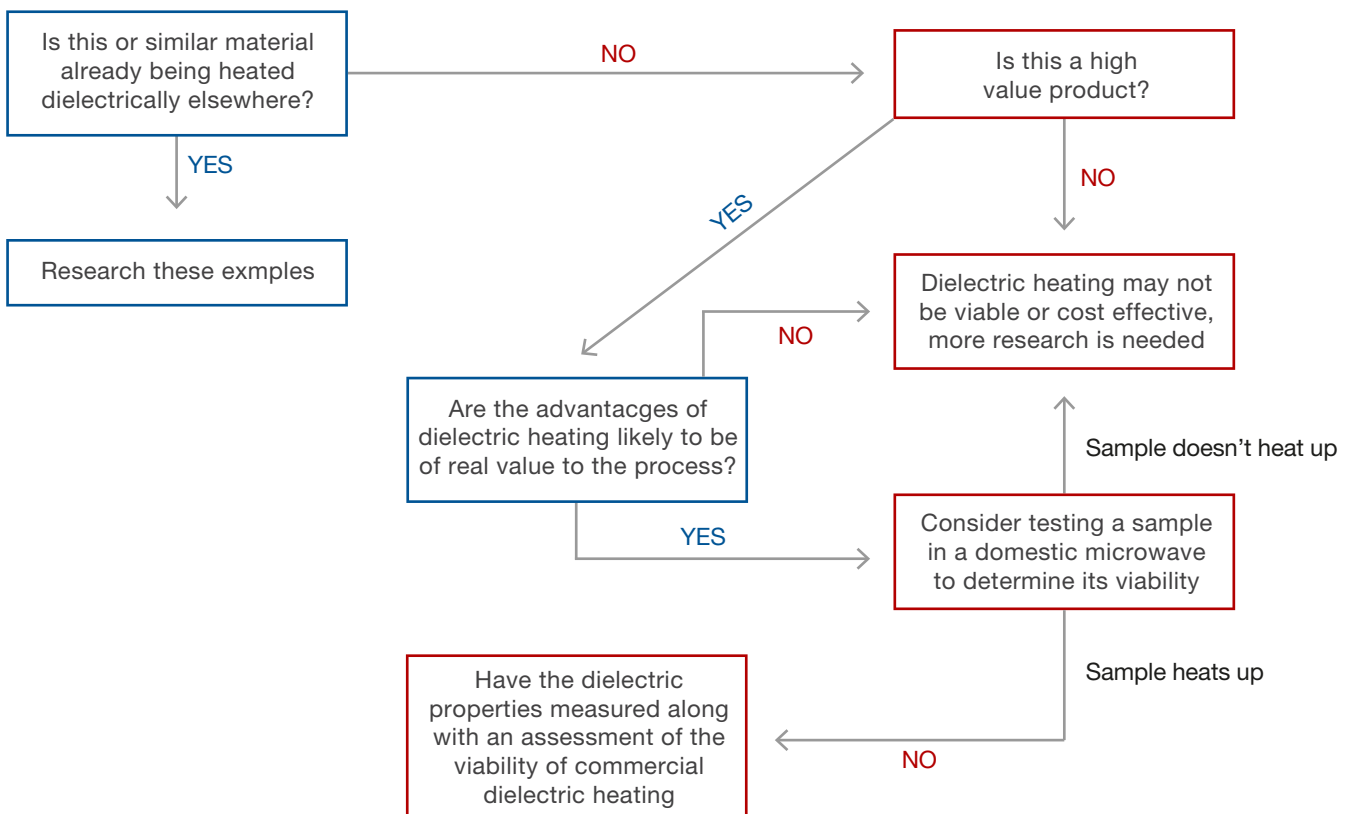 Is this or similar material
already being heated
dielectrically elsewhere?
NO
Is this a high
value product?
YES
Research these exmples
YES
NO
Dielectric heating may not
be viable or cost effective,
more research is needed
NO
Are the advantacges of
dielectric heating likely to be
of real value to the process?
Sample doesn't heat up
YES
Consider testing a sample
in a domestic microwave
to determine its viability
Sample heats up
NO
Have the dielectric
properties measured along
with an assessment of the
viability of commercial
dielectric heating